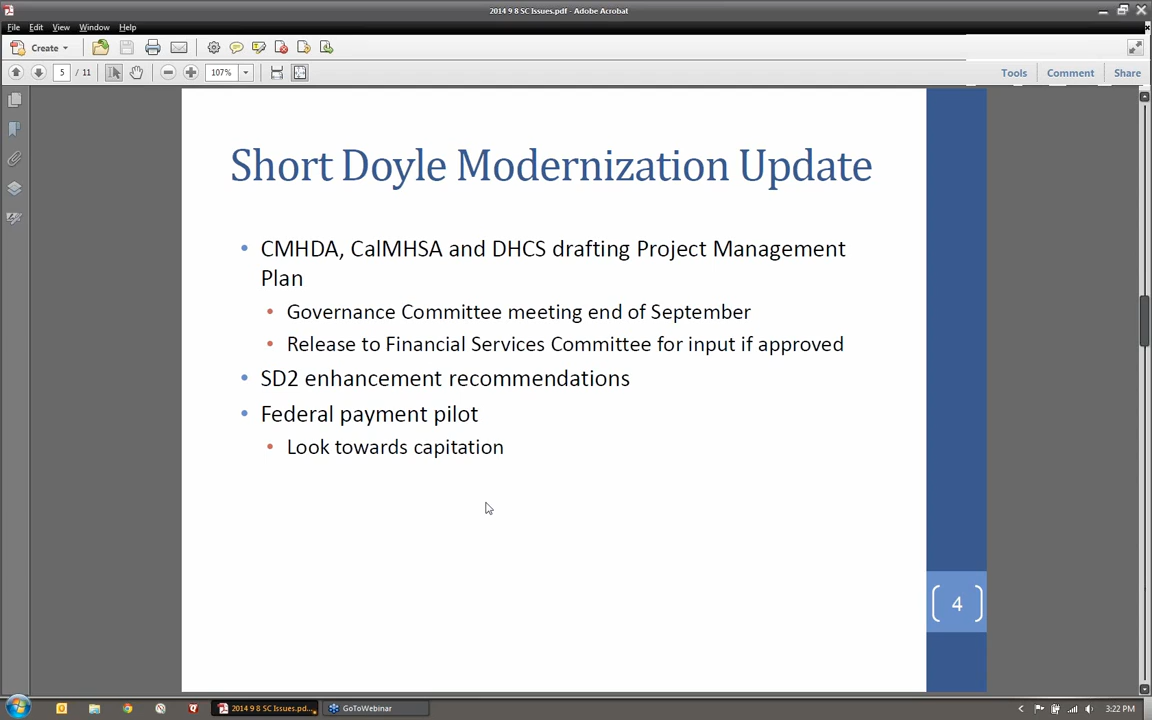 2014 9 8 SC Issues.pdf - Adobe Acrobat
File Edit View Window Help
Create
5 / 11 107% Tools Comment Share
Short Doyle Modernization Update
• CMHDA, CalMHSA and DHCS drafting Project Management
Plan
• Governance Committee meeting end of September
• Release to Financial Services Committee for input if approved
• SD2 enhancement recommendations
• Federal payment pilot
• Look towards capitation
4
2014 9 8 SC Issues.pd... GoToWebinar 3:22 PM